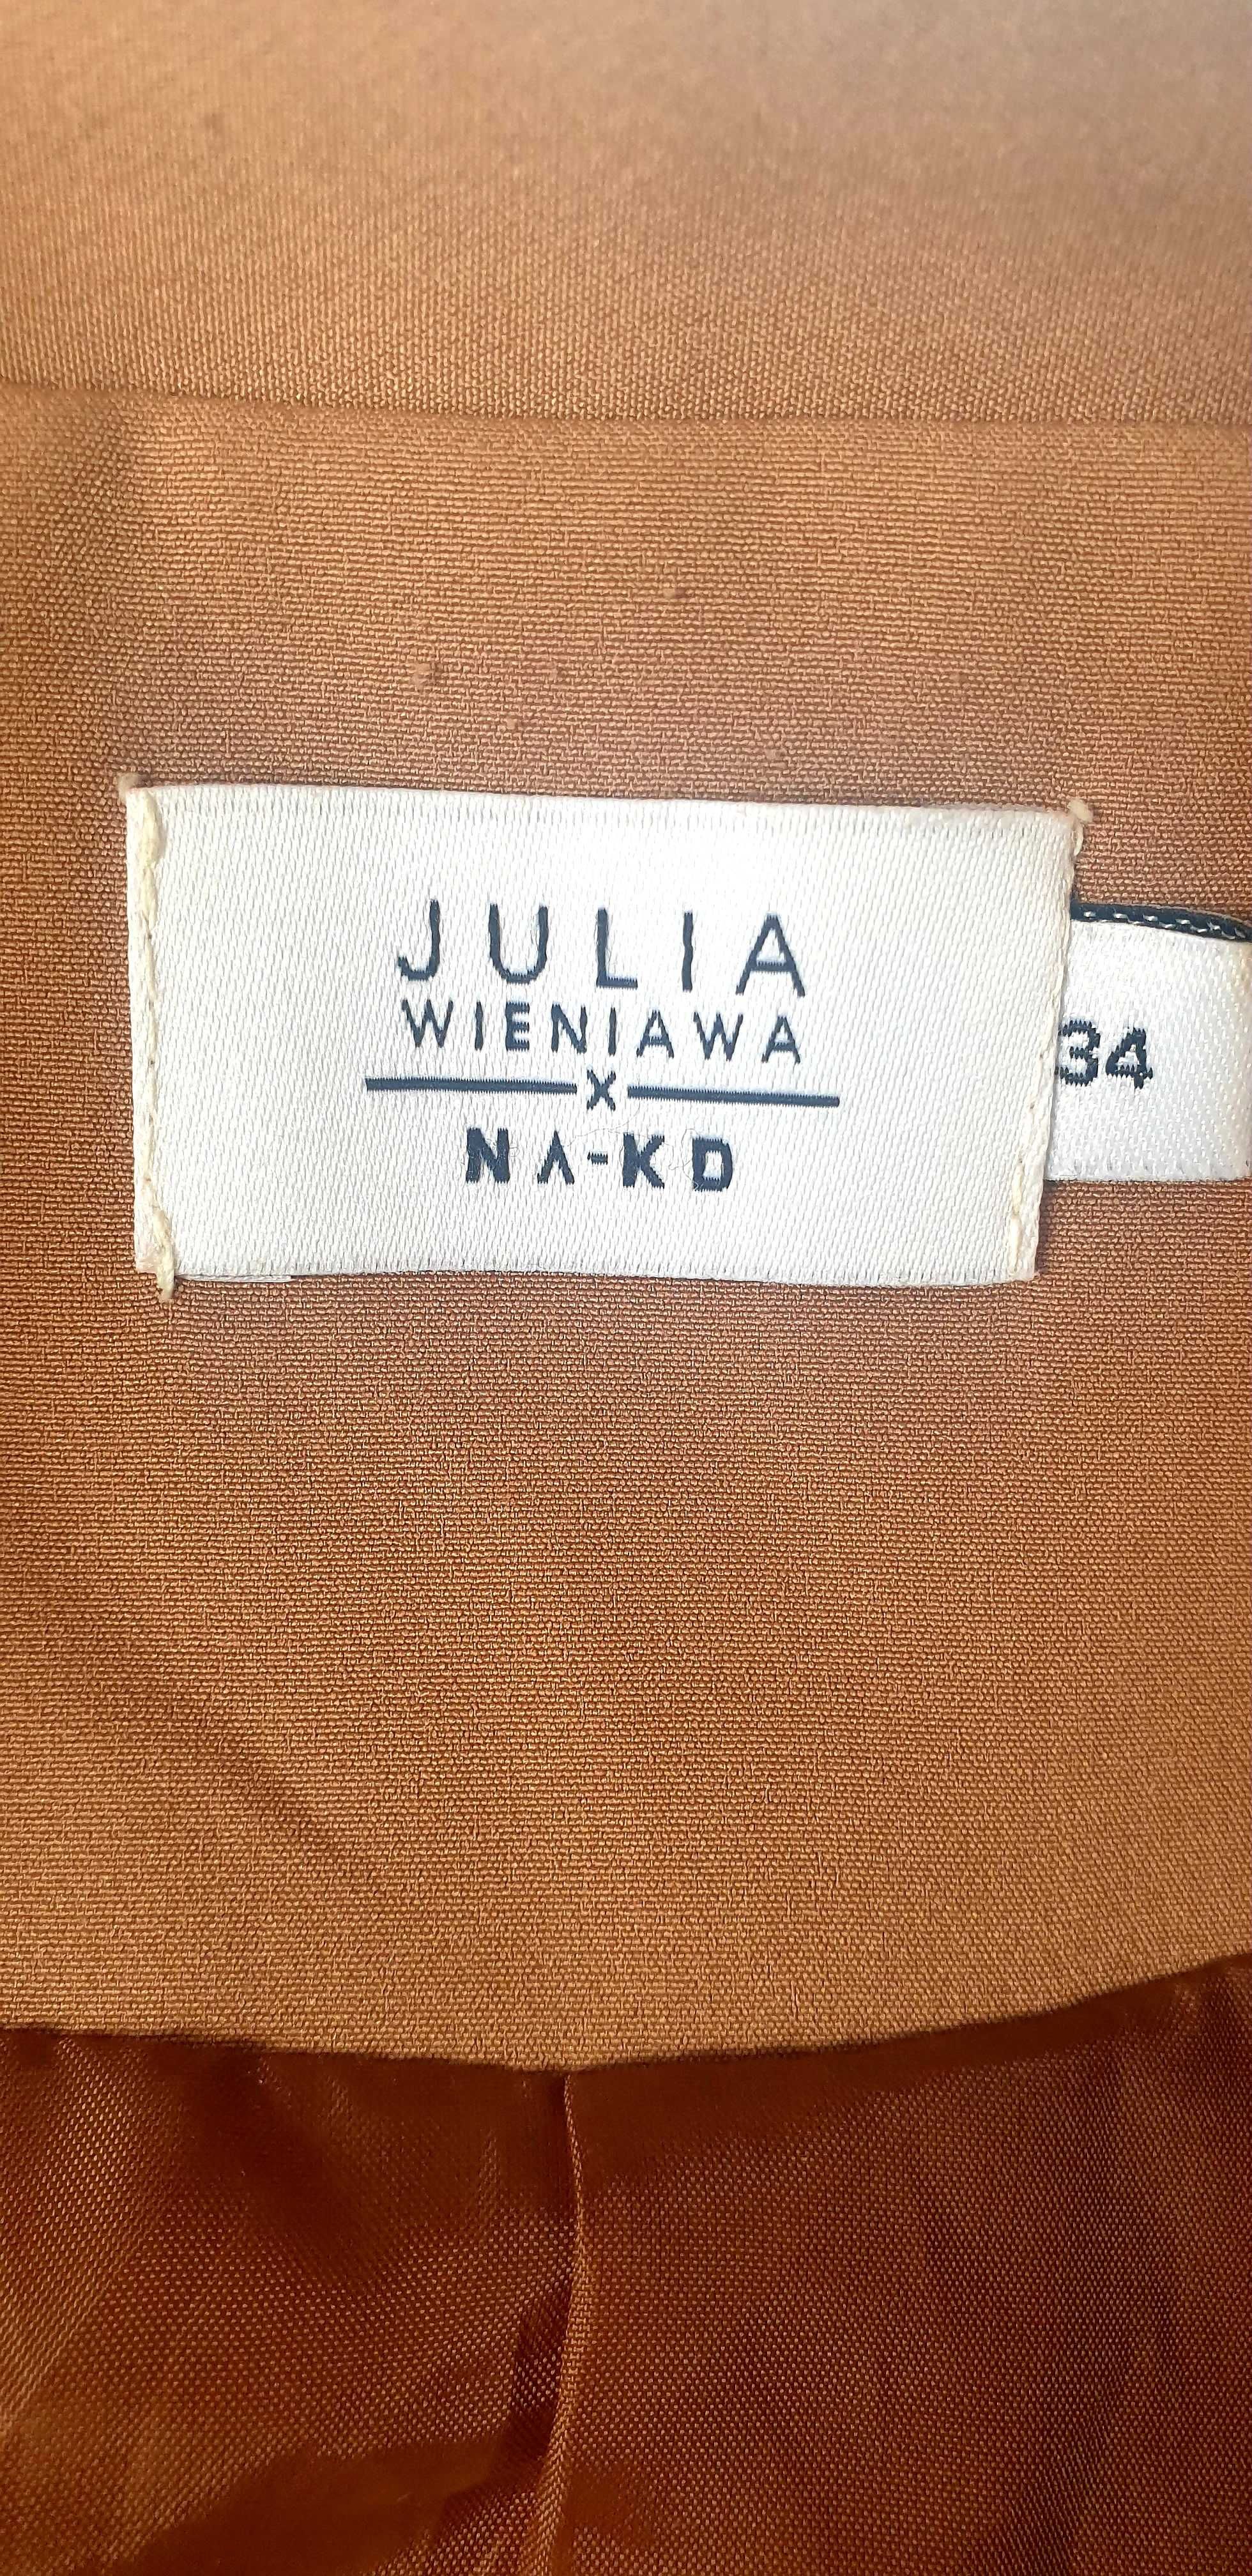 JULIA
WIENIAWA
X
NA-KD
34